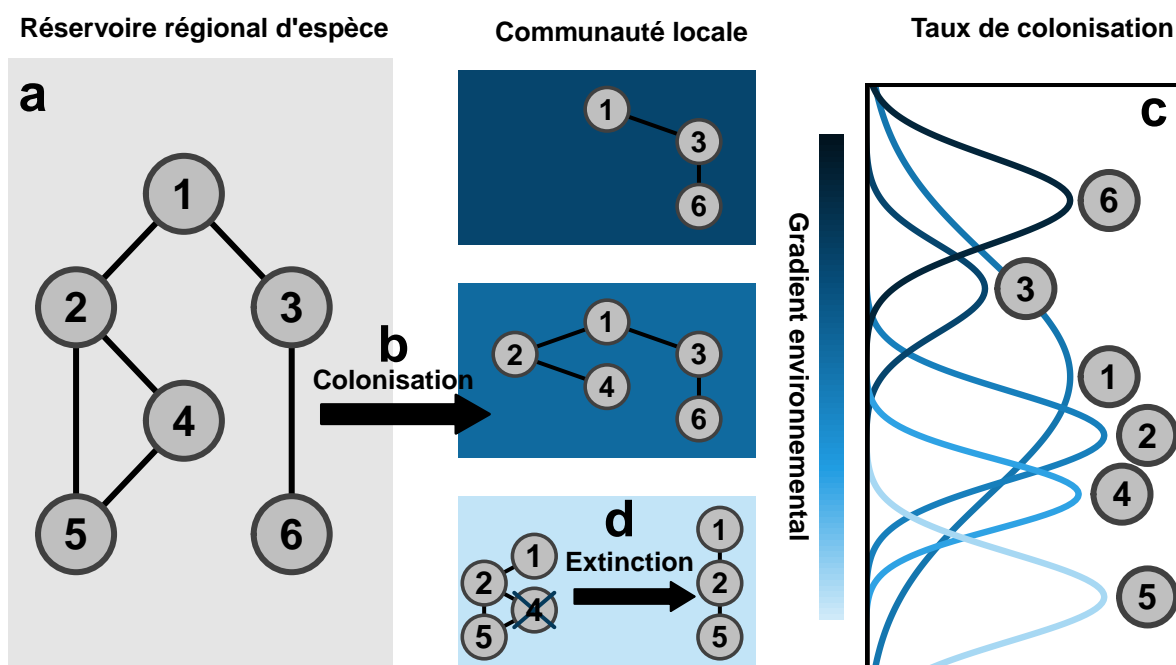 Réservoire régional d'espèce
Communauté locale
Taux de colonisation
a
1
2
3
4
5
6
b
Colonisation
1
3
6
1
2
3
4
6
d
Extinction
1
2
4
5
1
2
5
Gradient environnemental
c
6
3
1
2
4
5